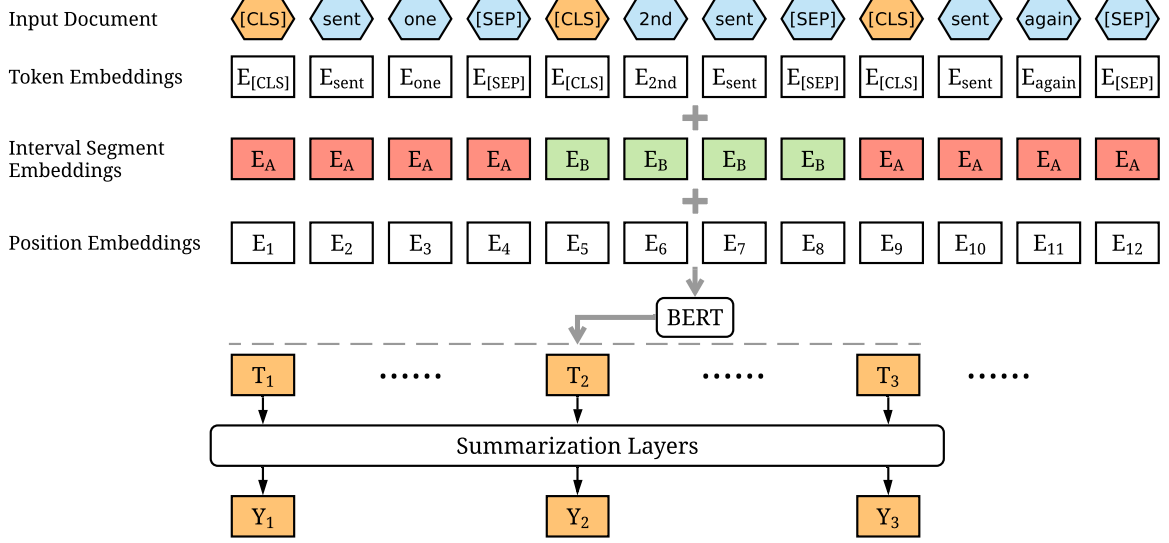 Input Document [CLS] sent one [SEP] [CLS] 2nd sent [SEP] [CLS] sent again [SEP]
Token Embeddings E[CLS] Esent Eone E[SEP] E[CLS] E2nd Esent E[SEP] E[CLS] Esent Eagain E[SEP]
Interval Segment
Embeddings EA EA EA EA EB EB EB EB EA EA EA EA
Position Embeddings E1 E2 E3 E4 E5 E6 E7 E8 E9 E10 E11 E12
BERT
T1 ...... T2 ...... T3 ......
Summarization Layers
Y1 Y2 Y3